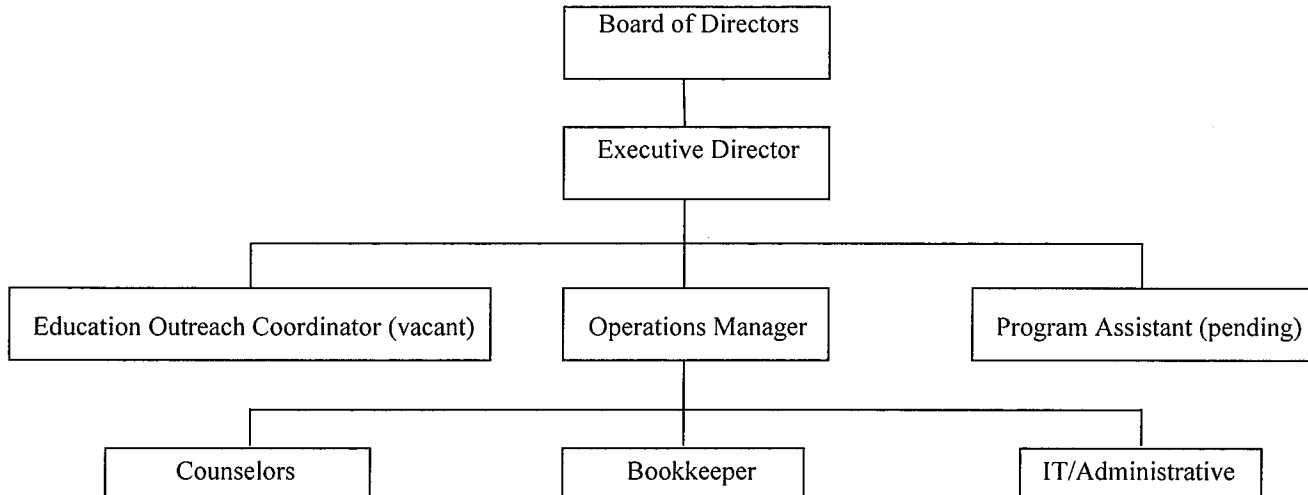 Board of Directors
Executive Director
Education Outreach Coordinator (vacant)
Operations Manager
Program Assistant (pending)
Counselors
Bookkeeper
IT/Administrative